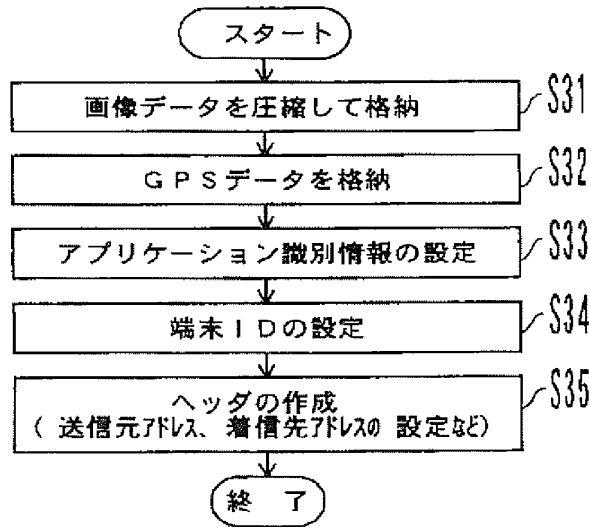 スタート
画像データを圧縮して格納 S31
GPSデータを格納 S32
アプリケーション識別情報の設定 S33
端末IDの設定 S34
ヘッダの作成 S35
( 送信元アドレス、着信先アドレスの 設定など)
終 了